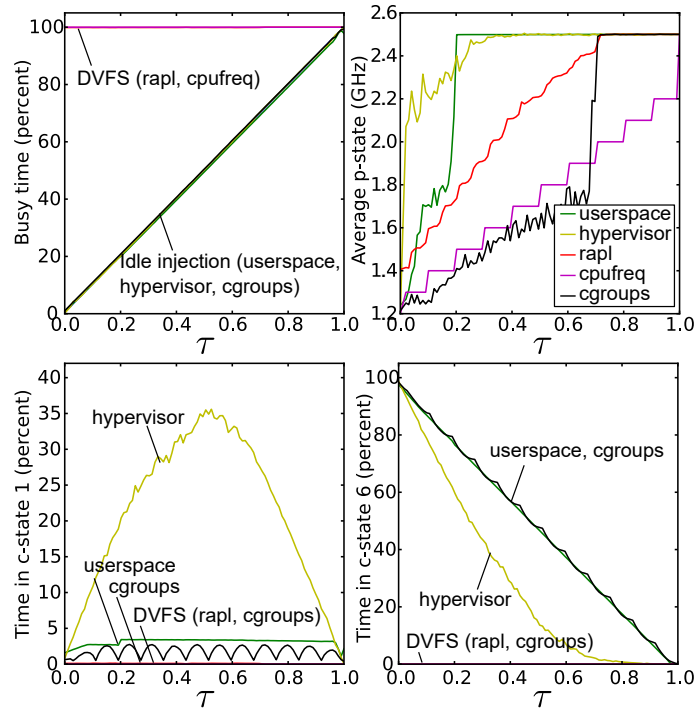 100
80
60
40
20
0
Busy time (percent)
DVFS (rapl, cpufreq)
Idle injection (userspace,
hypervisor, cgroups)
0.0 0.2 0.4 0.6 0.8 1.0
τ
2.6
2.4
2.2
2.0
1.8
1.6
1.4
1.2
Average p-state (GHz)
userspace
hypervisor
rapl
cpufreq
cgroups
0.0 0.2 0.4 0.6 0.8 1.0
τ
40
35
30
25
20
15
10
5
0
Time in c-state 1 (percent)
hypervisor
userspace
cgroups
DVFS (rapl, cgroups)
0.0 0.2 0.4 0.6 0.8 1.0
τ
100
80
60
40
20
0
Time in c-state 6 (percent)
userspace, cgroups
hypervisor
DVFS (rapl, cgroups)
0.0 0.2 0.4 0.6 0.8 1.0
τ